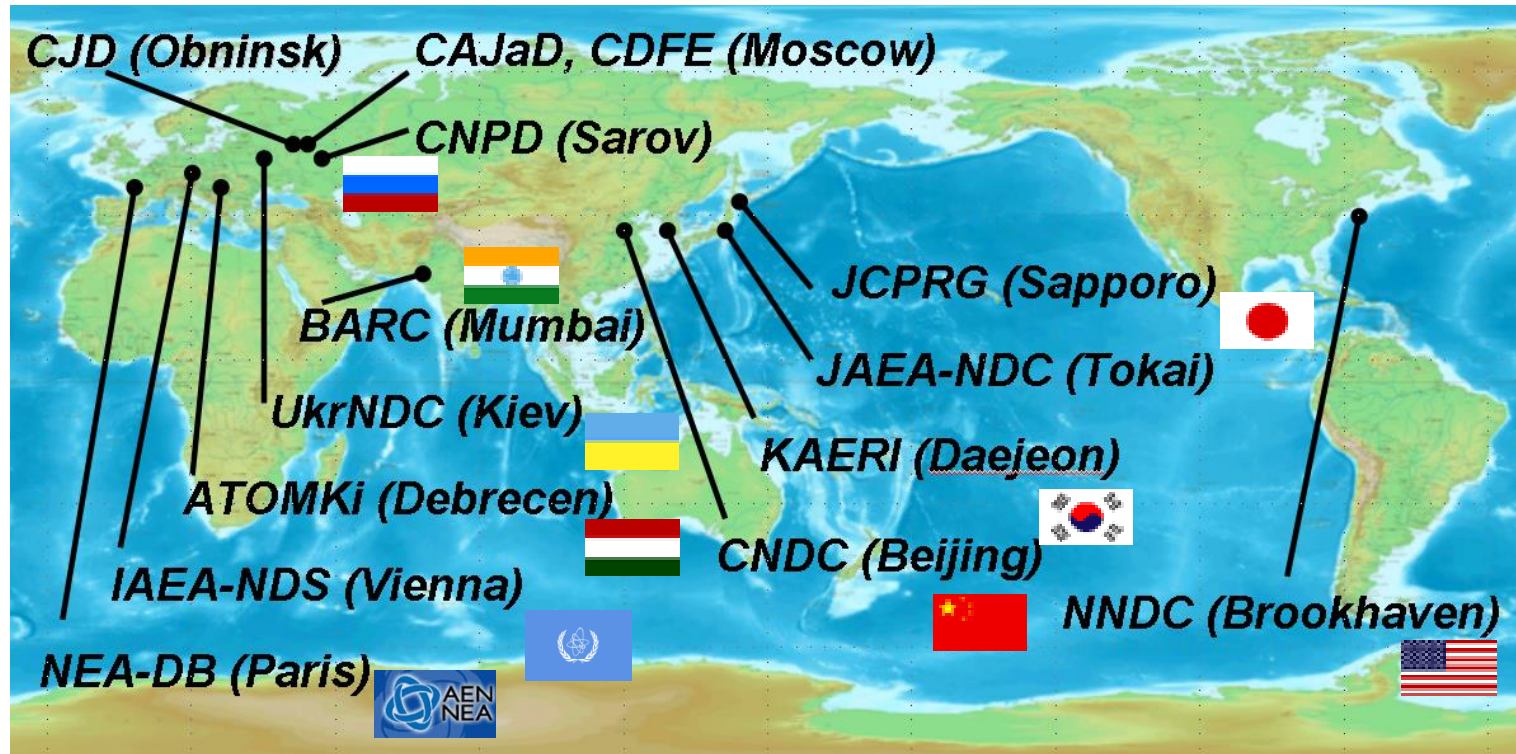 CJD (Obninsk)
CAJaD, CDFE (Moscow)
CNPD (Sarov)
BARC (Mumbai)
JCPRG (Sapporo)
JAEA-NDC (Tokai)
UkrNDC (Kiev)
KAERI (Daejeon)
ATOMKi (Debrecen)
CNDC (Beijing)
IAEA-NDS (Vienna)
NNDC (Brookhaven)
NEA-DB (Paris)
AEN
NEA